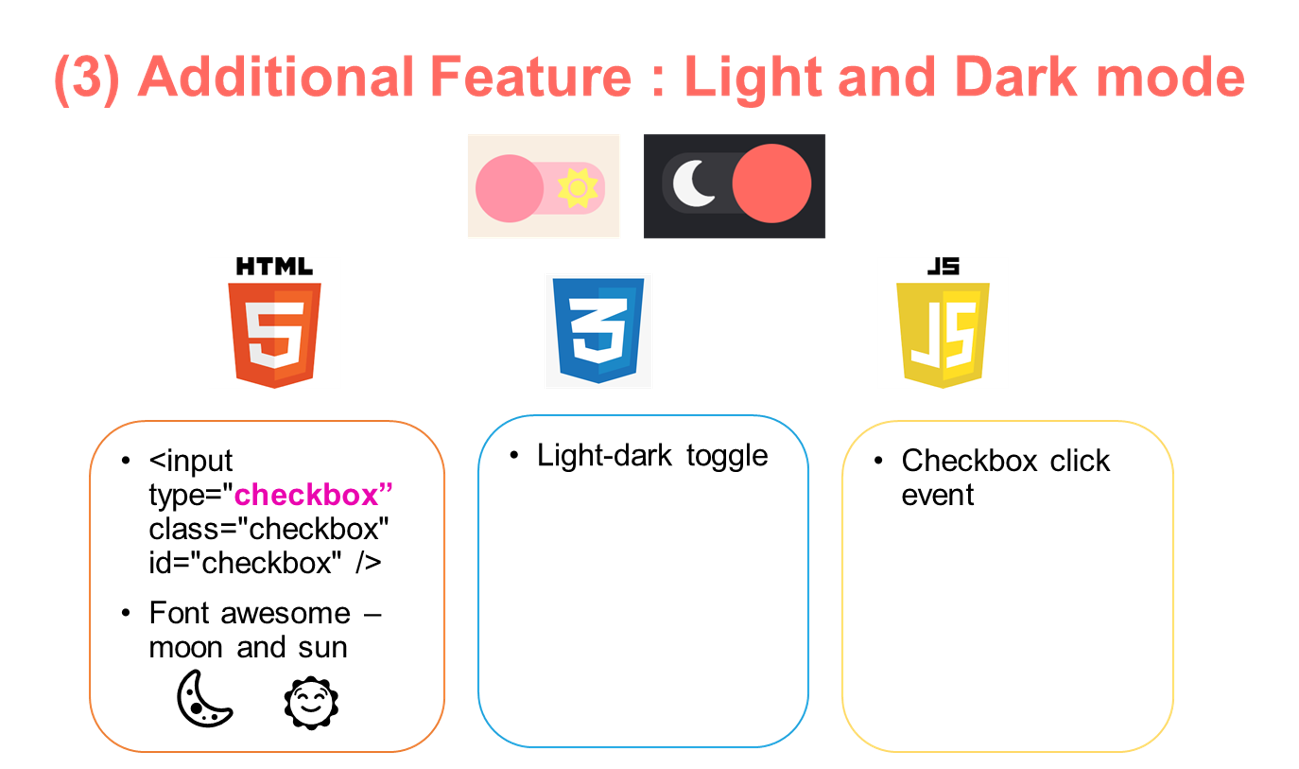 (3) Additional Feature : Light and Dark mode
HTML
5
3
JS
JS
• <input
type="checkbox”
class="checkbox"
id="checkbox" />
• Font awesome –
moon and sun
• Light-dark toggle
• Checkbox click
event